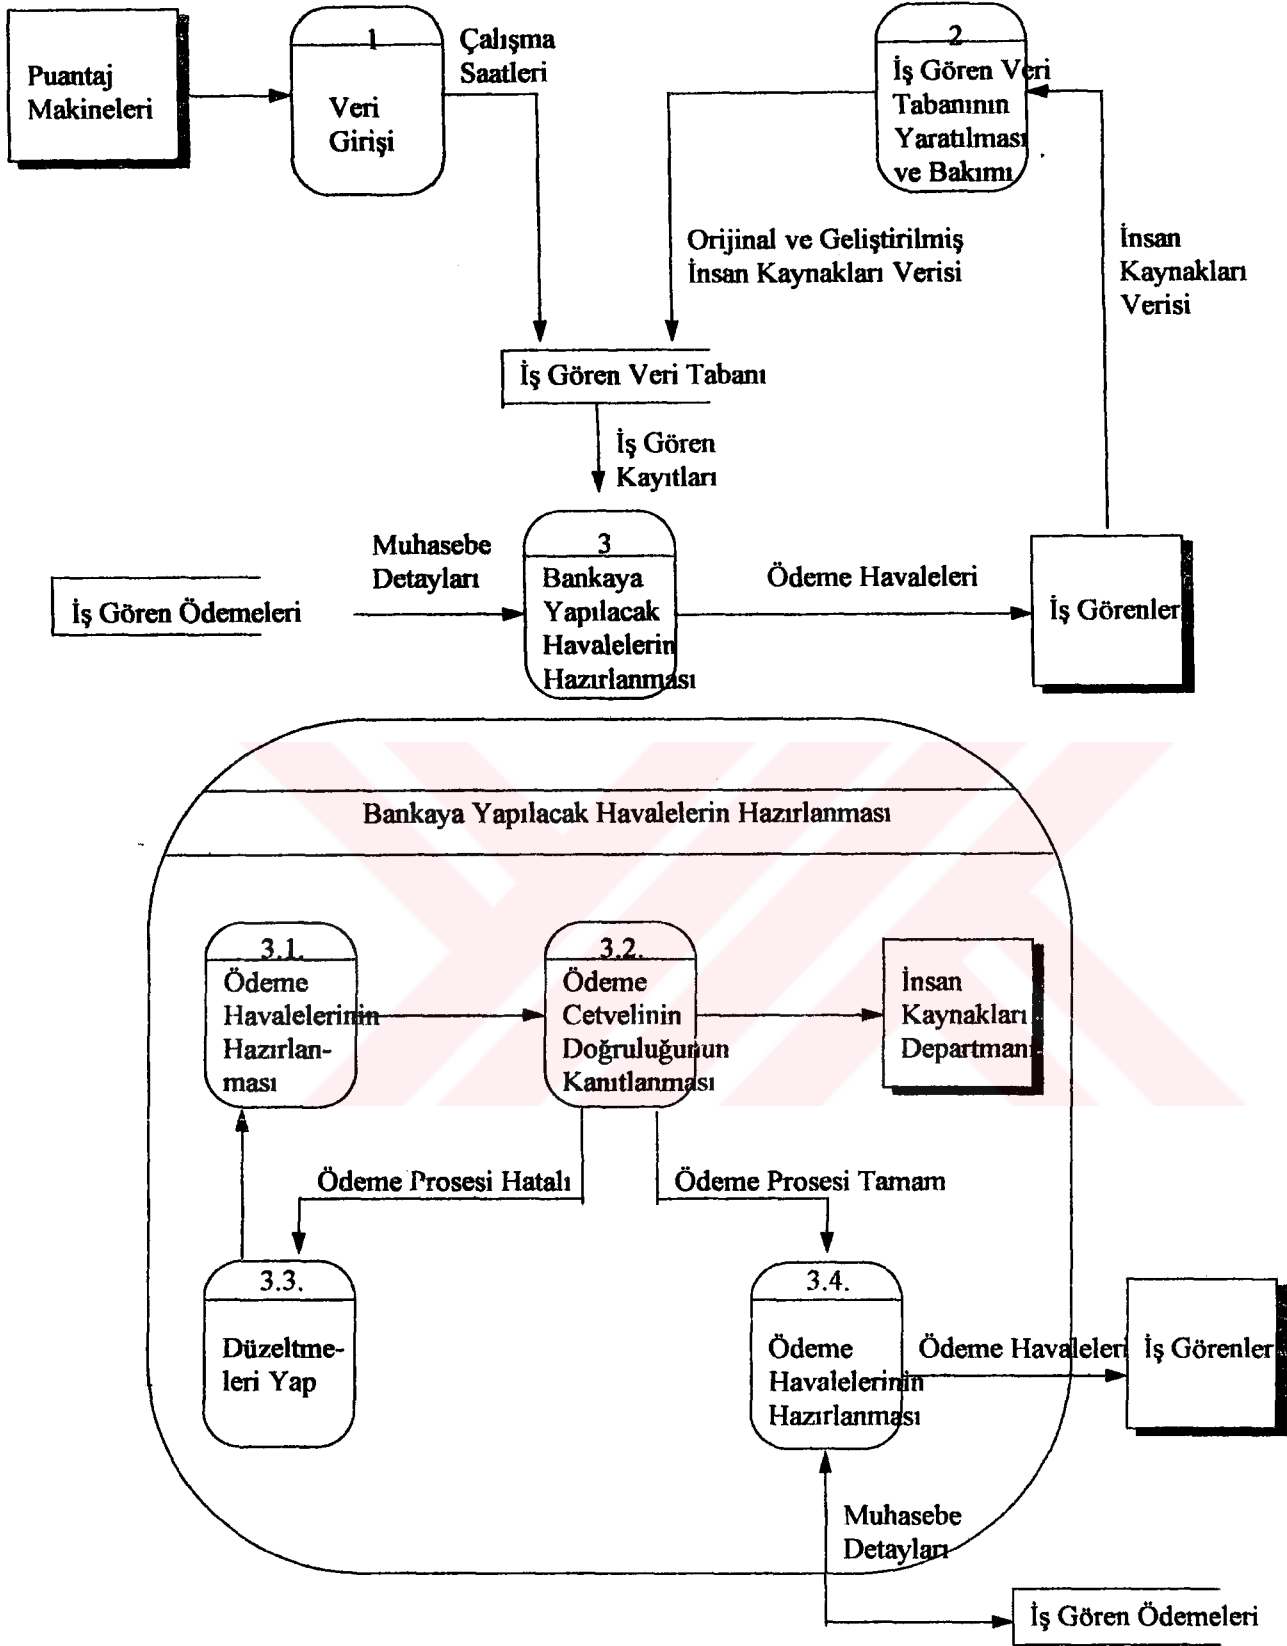 Puantaj
Makineleri
1
Veri
Girişi
Çalışma
Saatleri
2
İş Gören Veri
Tabanının
Yaratılması
ve Bakımı
Orijinal ve Geliştirilmiş
İnsan Kaynakları Verisi
İnsan
Kaynakları
Verisi
İş Gören Veri Tabanı
İş Gören
Kayıtları
Muhasebe
Detayları
İş Gören Ödemeleri
3
Bankaya
Yapılacak
Havalelerin
Hazırlanması
Ödeme Havaleleri
İş Görenler
Bankaya Yapılacak Havalelerin Hazırlanması
3.1.
Ödeme
Havalelerinin
Hazırlan-
ması
3.2.
Ödeme
Cetvelinin
Doğruluğunun
Kanıtlanması
İnsan
Kaynakları
Departmanı
Ödeme Prosesi Hatalı
Ödeme Prosesi Tamam
3.3.
Düzeltme-
leri Yap
3.4.
Ödeme
Havalelerinin
Hazırlanması
Ödeme Havaleleri
İş Görenler
Muhasebe
Detayları
İş Gören Ödemeleri